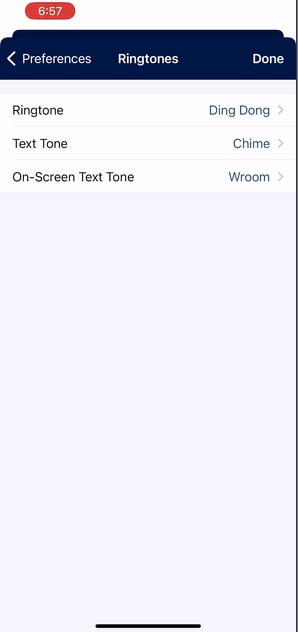 6:57
Preferences Ringtones Done
Ringtone Ding Dong
Text Tone Chime
On-Screen Text Tone Wroom